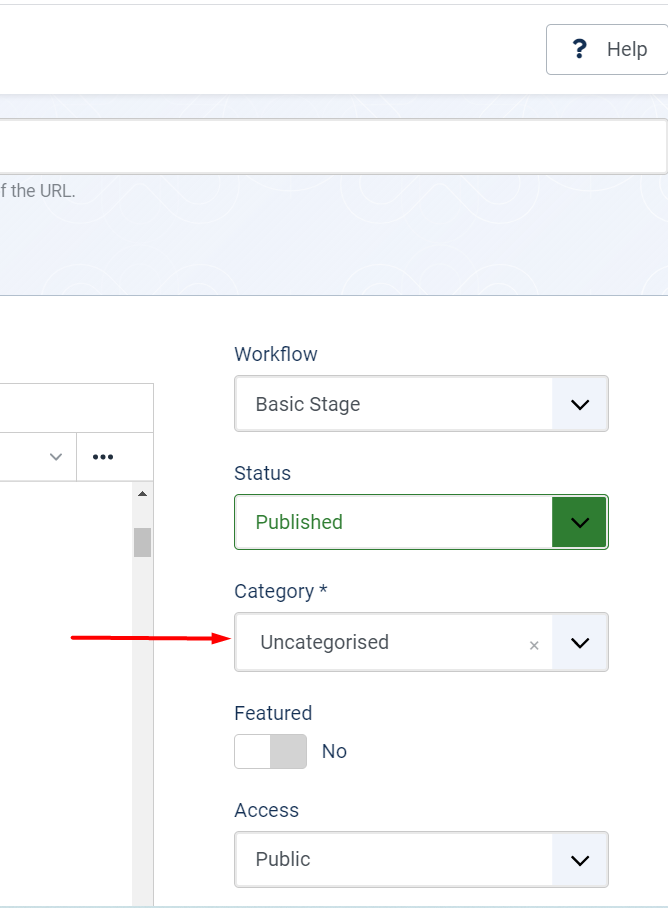 ? Help
f the URL.
Workflow
Basic Stage
Status
Published
Category *
Uncategorised ×
Featured
No
Access
Public